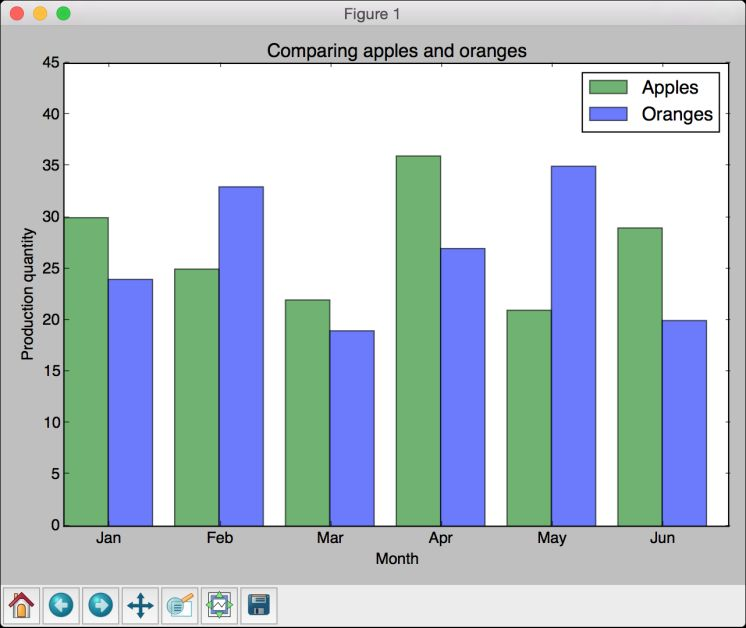 Figure 1
Comparing apples and oranges
45
40
35
30
25
20
15
10
5
0
Production quantity
Apples
Oranges
Jan Feb Mar Apr May Jun
Month